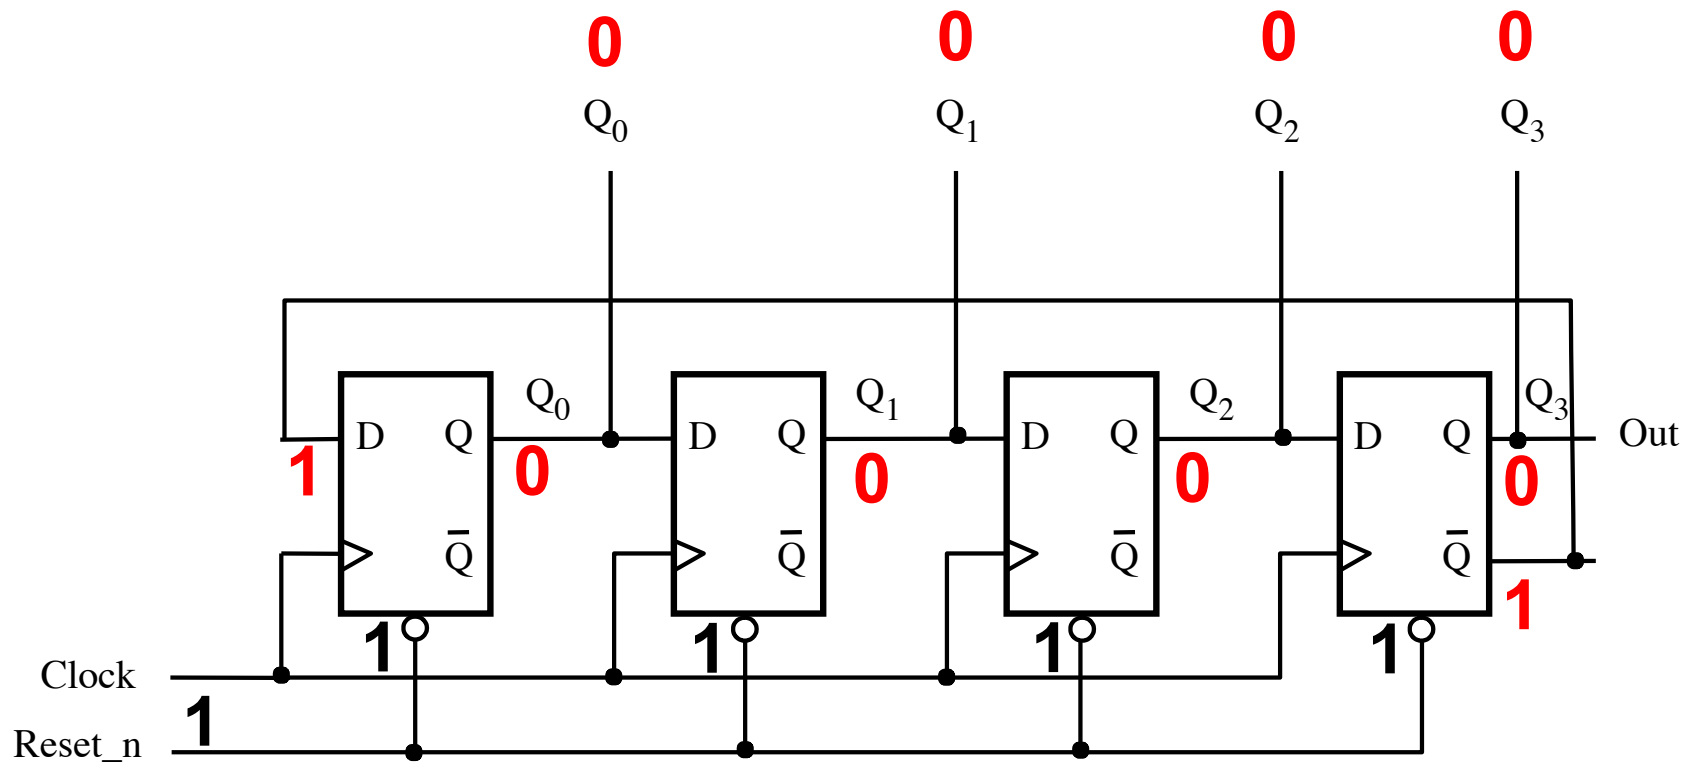 0 0 0 0
Q0 Q1 Q2 Q3
Q0 Q1 Q2 Q3
D Q D Q D Q D Q Out
1 0 0 0 0
Q̅ Q̅ Q̅ Q̅
1
1 1 1 1
Clock
1
Reset_n